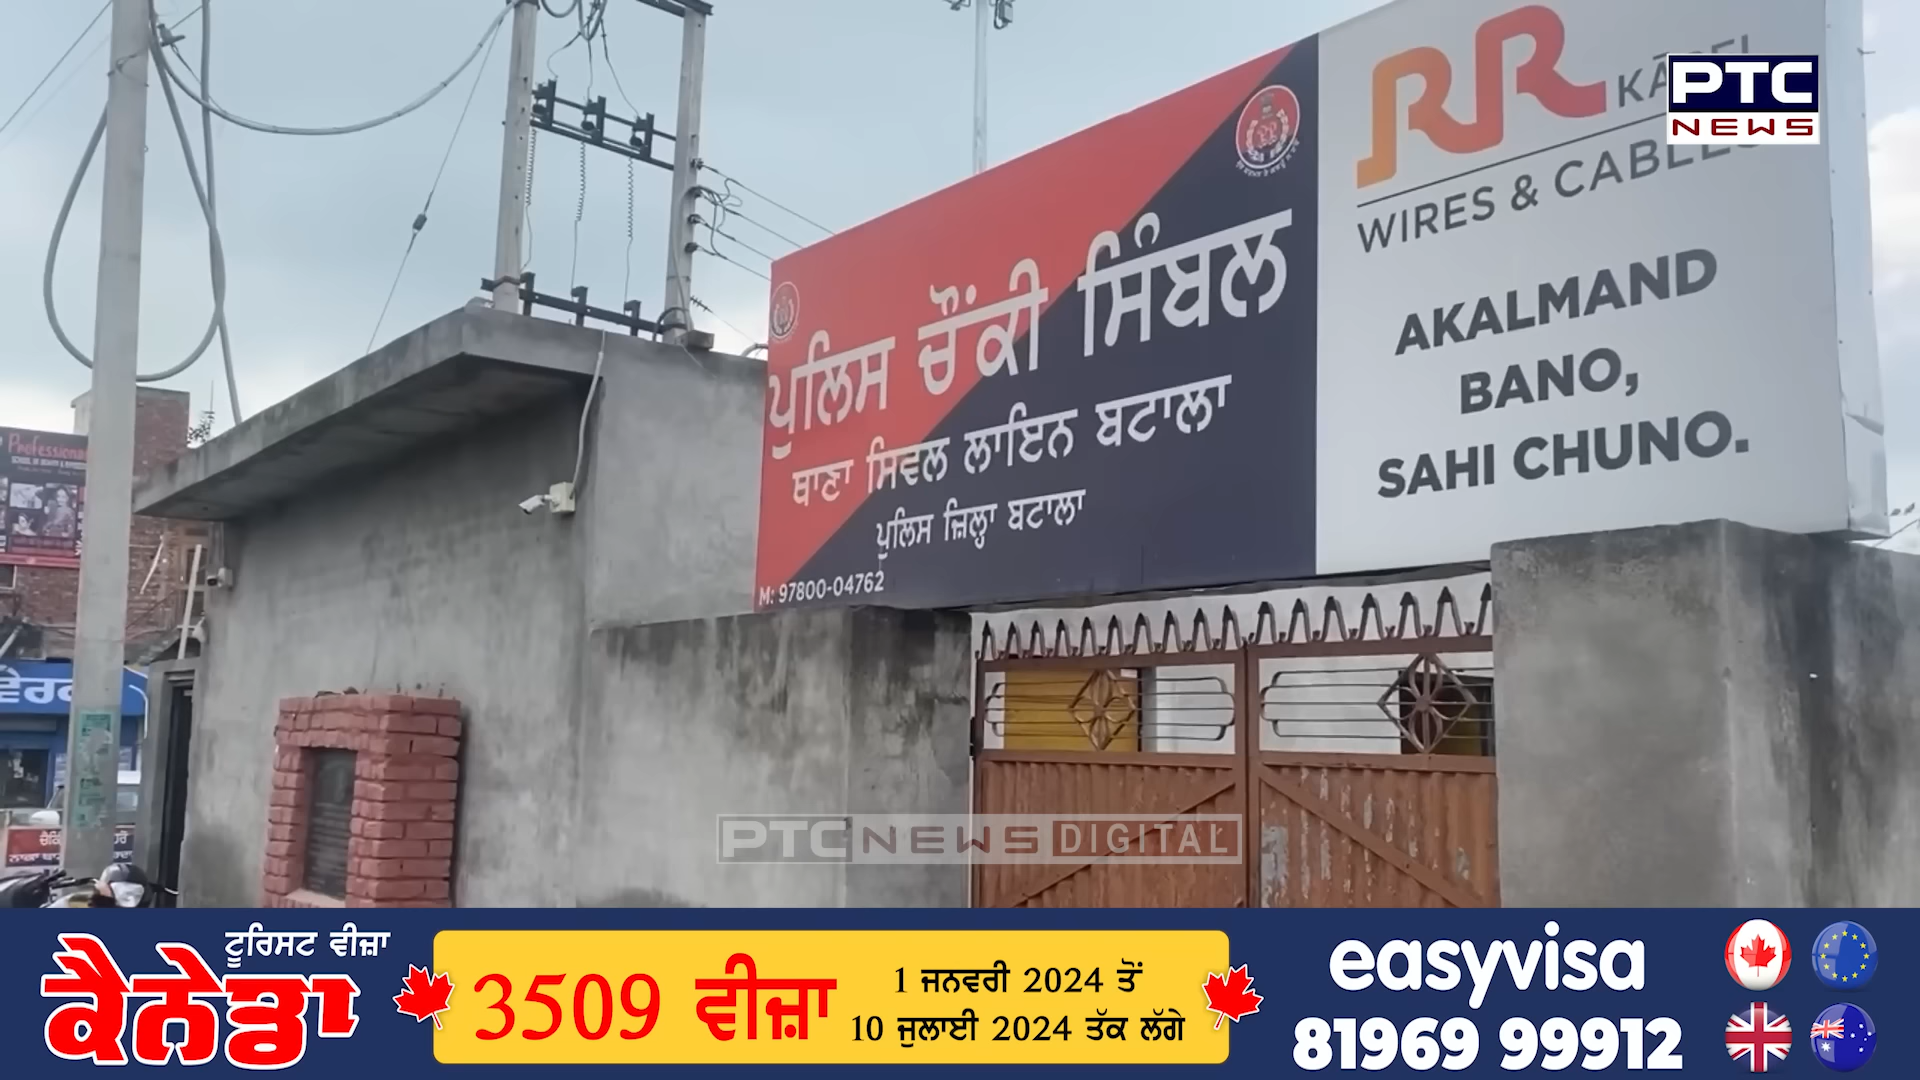 PTC
NEWS
RR
WIRES &
AKALMAND
BANO,
SAHI CHUNO.
ਪੁਲਿਸ ਚੌਂਕੀ ਸਿੰਬਲ
ਥਾਣਾ ਸਿਵਲ ਲਾਇਨ ਬਟਾਲਾ
ਪੁਲਿਸ ਜ਼ਿਲ੍ਹਾ ਬਟਾਲਾ
M: 97800-04762
Professional
PTC NEWS DIGITAL
ਟੂਰਿਸਟ ਵੀਜ਼ਾ
ਕੈਨੇਡਾ
3509 ਵੀਜ਼ਾ
1 ਜਨਵਰੀ 2024 ਤੋਂ
10 ਜੁਲਾਈ 2024 ਤੱਕ ਲੱਗੇ
easyvisa
81969 99912